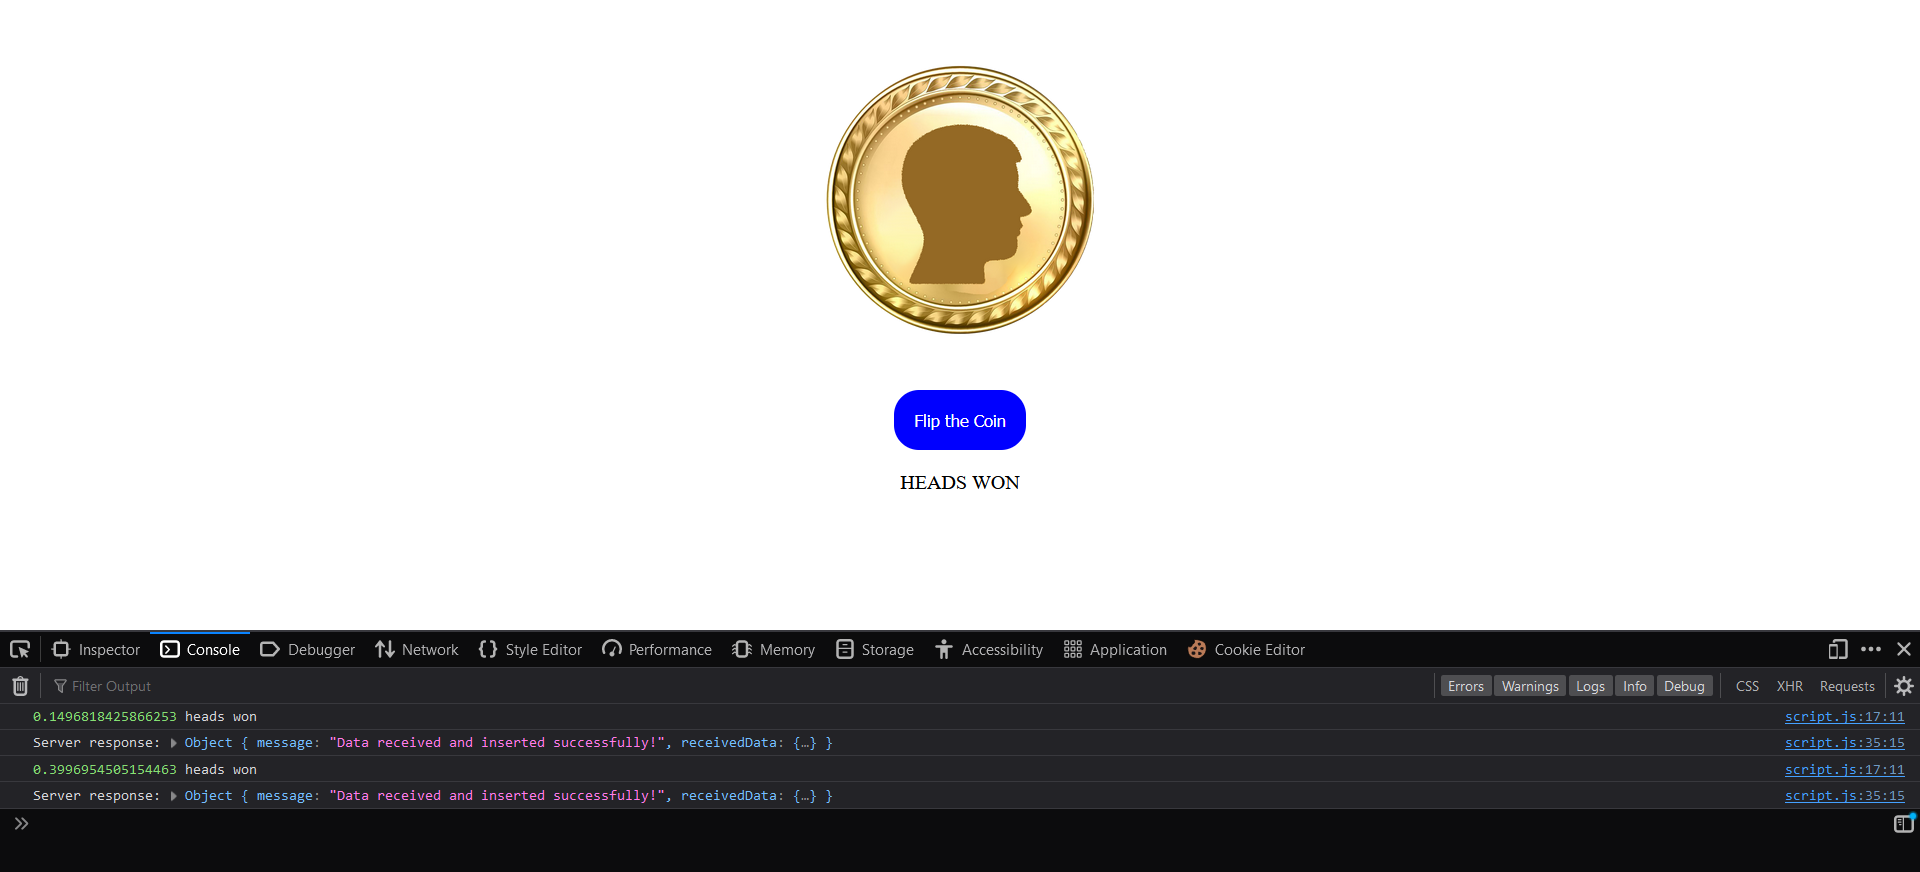 Flip the Coin
HEADS WON
Inspector Console Debugger Network Style Editor Performance Memory Storage Accessibility Application Cookie Editor
Filter Output Errors Warnings Logs Info Debug CSS XHR Requests
0.1496818425866253 heads won script.js:17:11
Server response: Object { message: "Data received and inserted successfully!", receivedData: {…} } script.js:35:15
0.3996954505154463 heads won script.js:17:11
Server response: Object { message: "Data received and inserted successfully!", receivedData: {…} } script.js:35:15